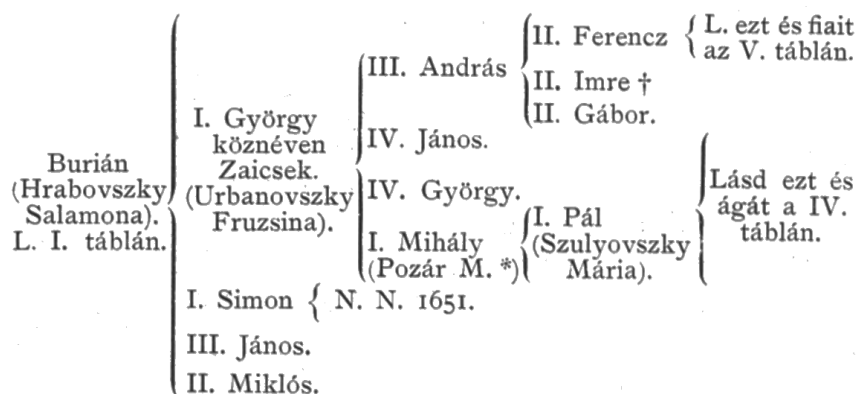 Burián
(Hrabovszky
Salamona).
L. I. táblán.
I. György
köznéven
Zaicsek.
(Urbanovszky
Fruzsina).
III. András
II. Ferencz
L. ezt és fiait
az V. táblán.
II. Imre †
II. Gábor.
IV. János.
IV. György.
I. Mihály
(Pozár M. *)
I. Pál
(Szulyovszky
Mária).
Lásd ezt és
ágát a IV.
táblán.
I. Simon { N. N. 1651.
III. János.
II. Miklós.